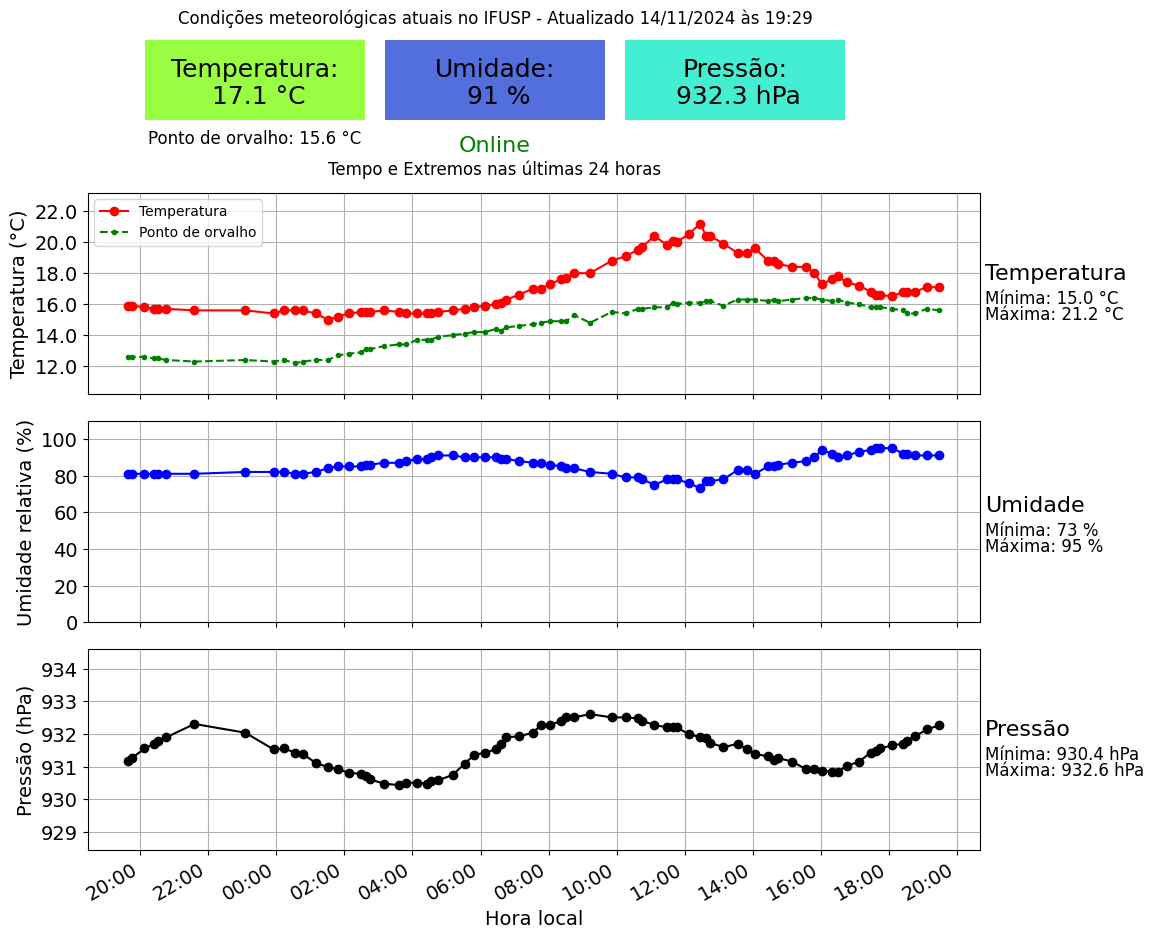 Condições meteorológicas atuais no IFUSP - Atualizado 14/11/2024 às 19:29
Temperatura:
17.1 °C
Umidade:
91 %
Pressão:
932.3 hPa
Ponto de orvalho: 15.6 °C
Online
Tempo e Extremos nas últimas 24 horas
Temperatura (°C)
22.0
20.0
18.0
16.0
14.0
12.0
Temperatura
Ponto de orvalho
Temperatura
Mínima: 15.0 °C
Máxima: 21.2 °C
Umidade relativa (%)
100
80
60
40
20
0
Umidade
Mínima: 73 %
Máxima: 95 %
Pressão (hPa)
934
933
932
931
930
929
Pressão
Mínima: 930.4 hPa
Máxima: 932.6 hPa
20:00 22:00 00:00 02:00 04:00 06:00 08:00 10:00 12:00 14:00 16:00 18:00 20:00
Hora local